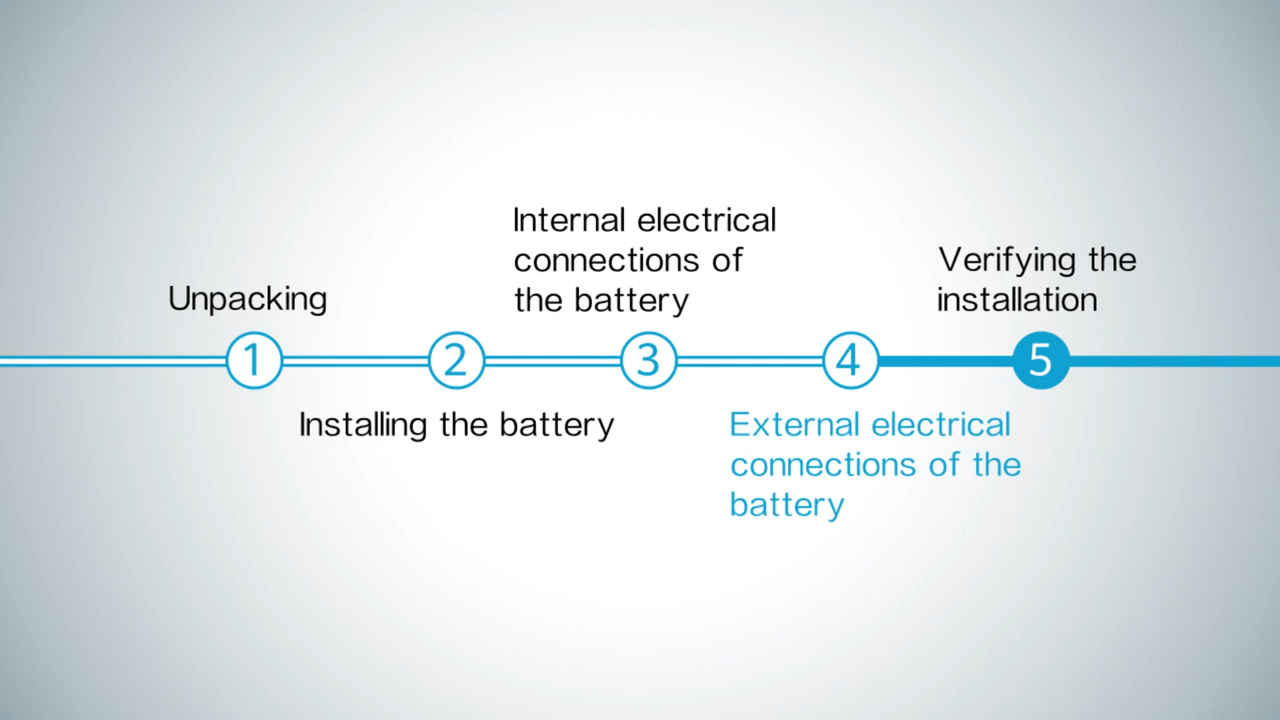 Unpacking
1
Installing the battery
2
Internal electrical
connections of
the battery
3
External electrical
connections of the
battery
4
Verifying the
installation
5